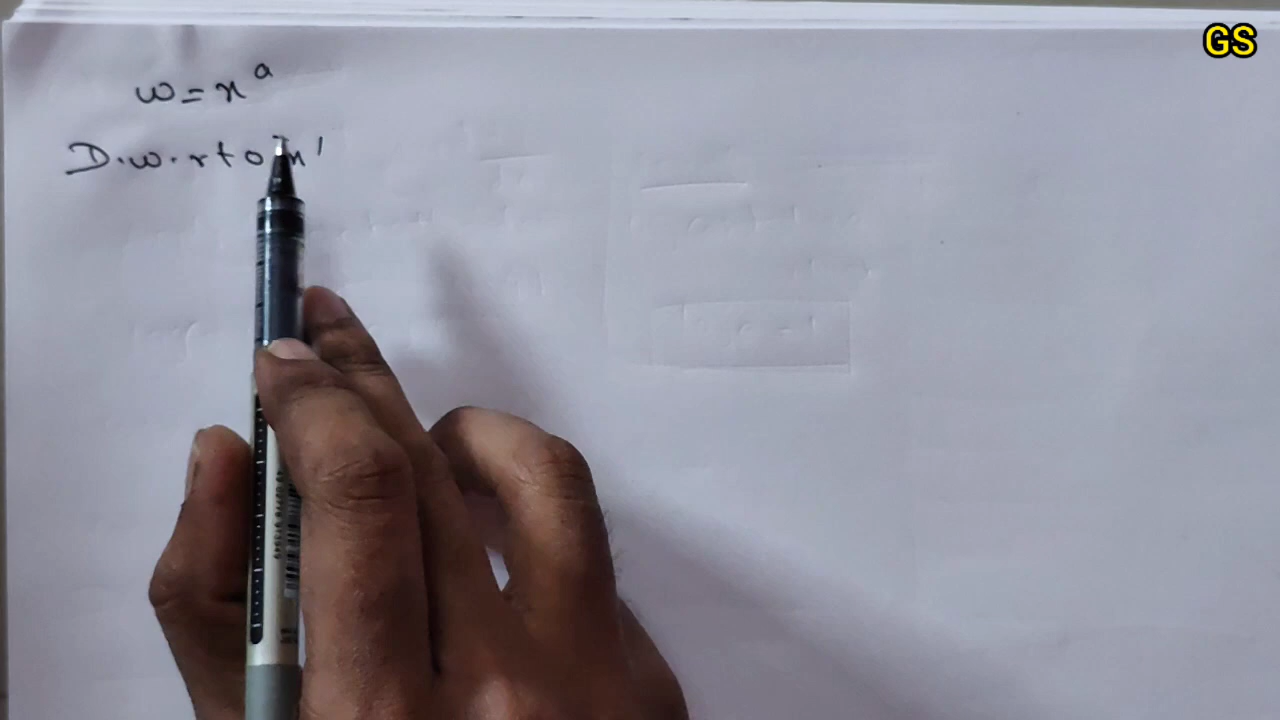 GS
w = x^a
D.w.r to 'x'